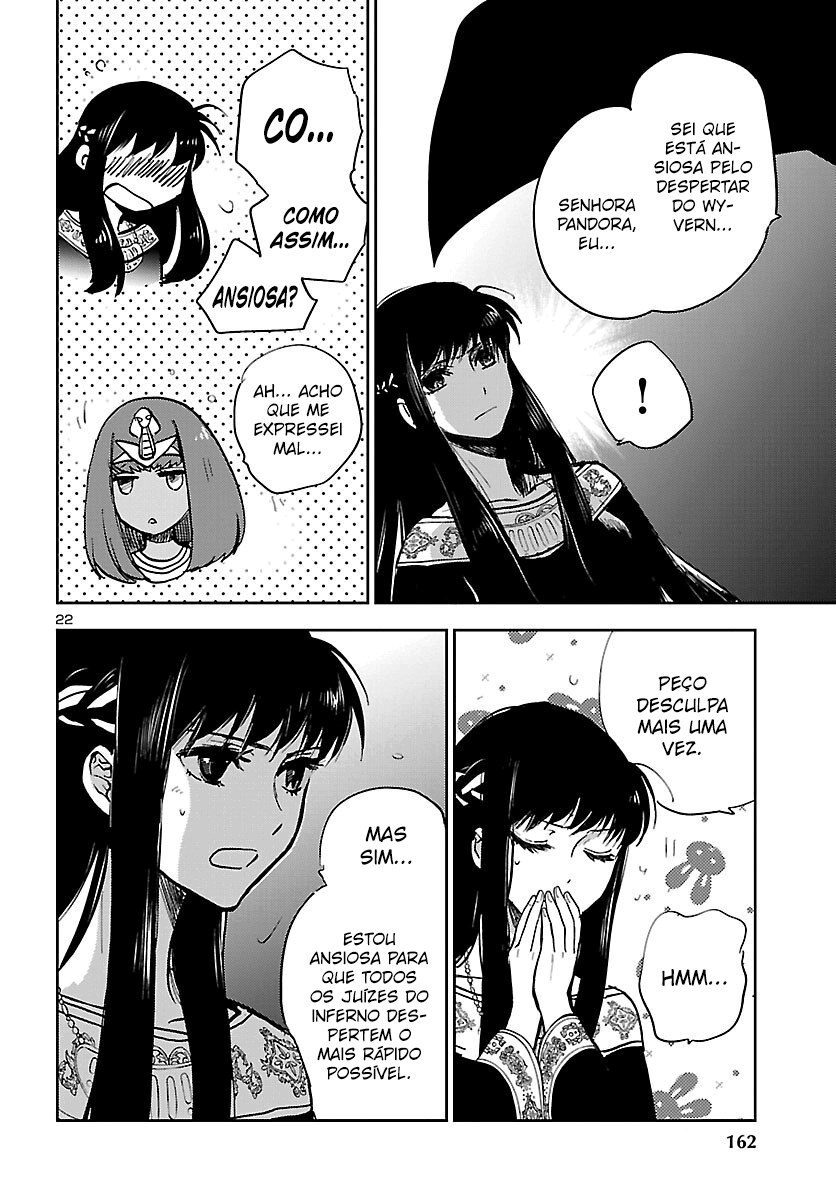 SEI QUE
ESTÁ AN-
SIOSA PELO
DESPERTAR
DO WY-
VERN...
SENHORA
PANDORA,
EU...
!
CO...
COMO
ASSIM...
ANSIOSA?
AH... ACHO
QUE ME
EXPRESSEI
MAL...
22
PEÇO
DESCULPA
MAIS UMA
VEZ.
HMM...
MAS
SIM...
ESTOU
ANSIOSA PARA
QUE TODOS
OS JUÍZES DO
INFERNO DES-
PERTEM O
MAIS RÁPIDO
POSSÍVEL.
162